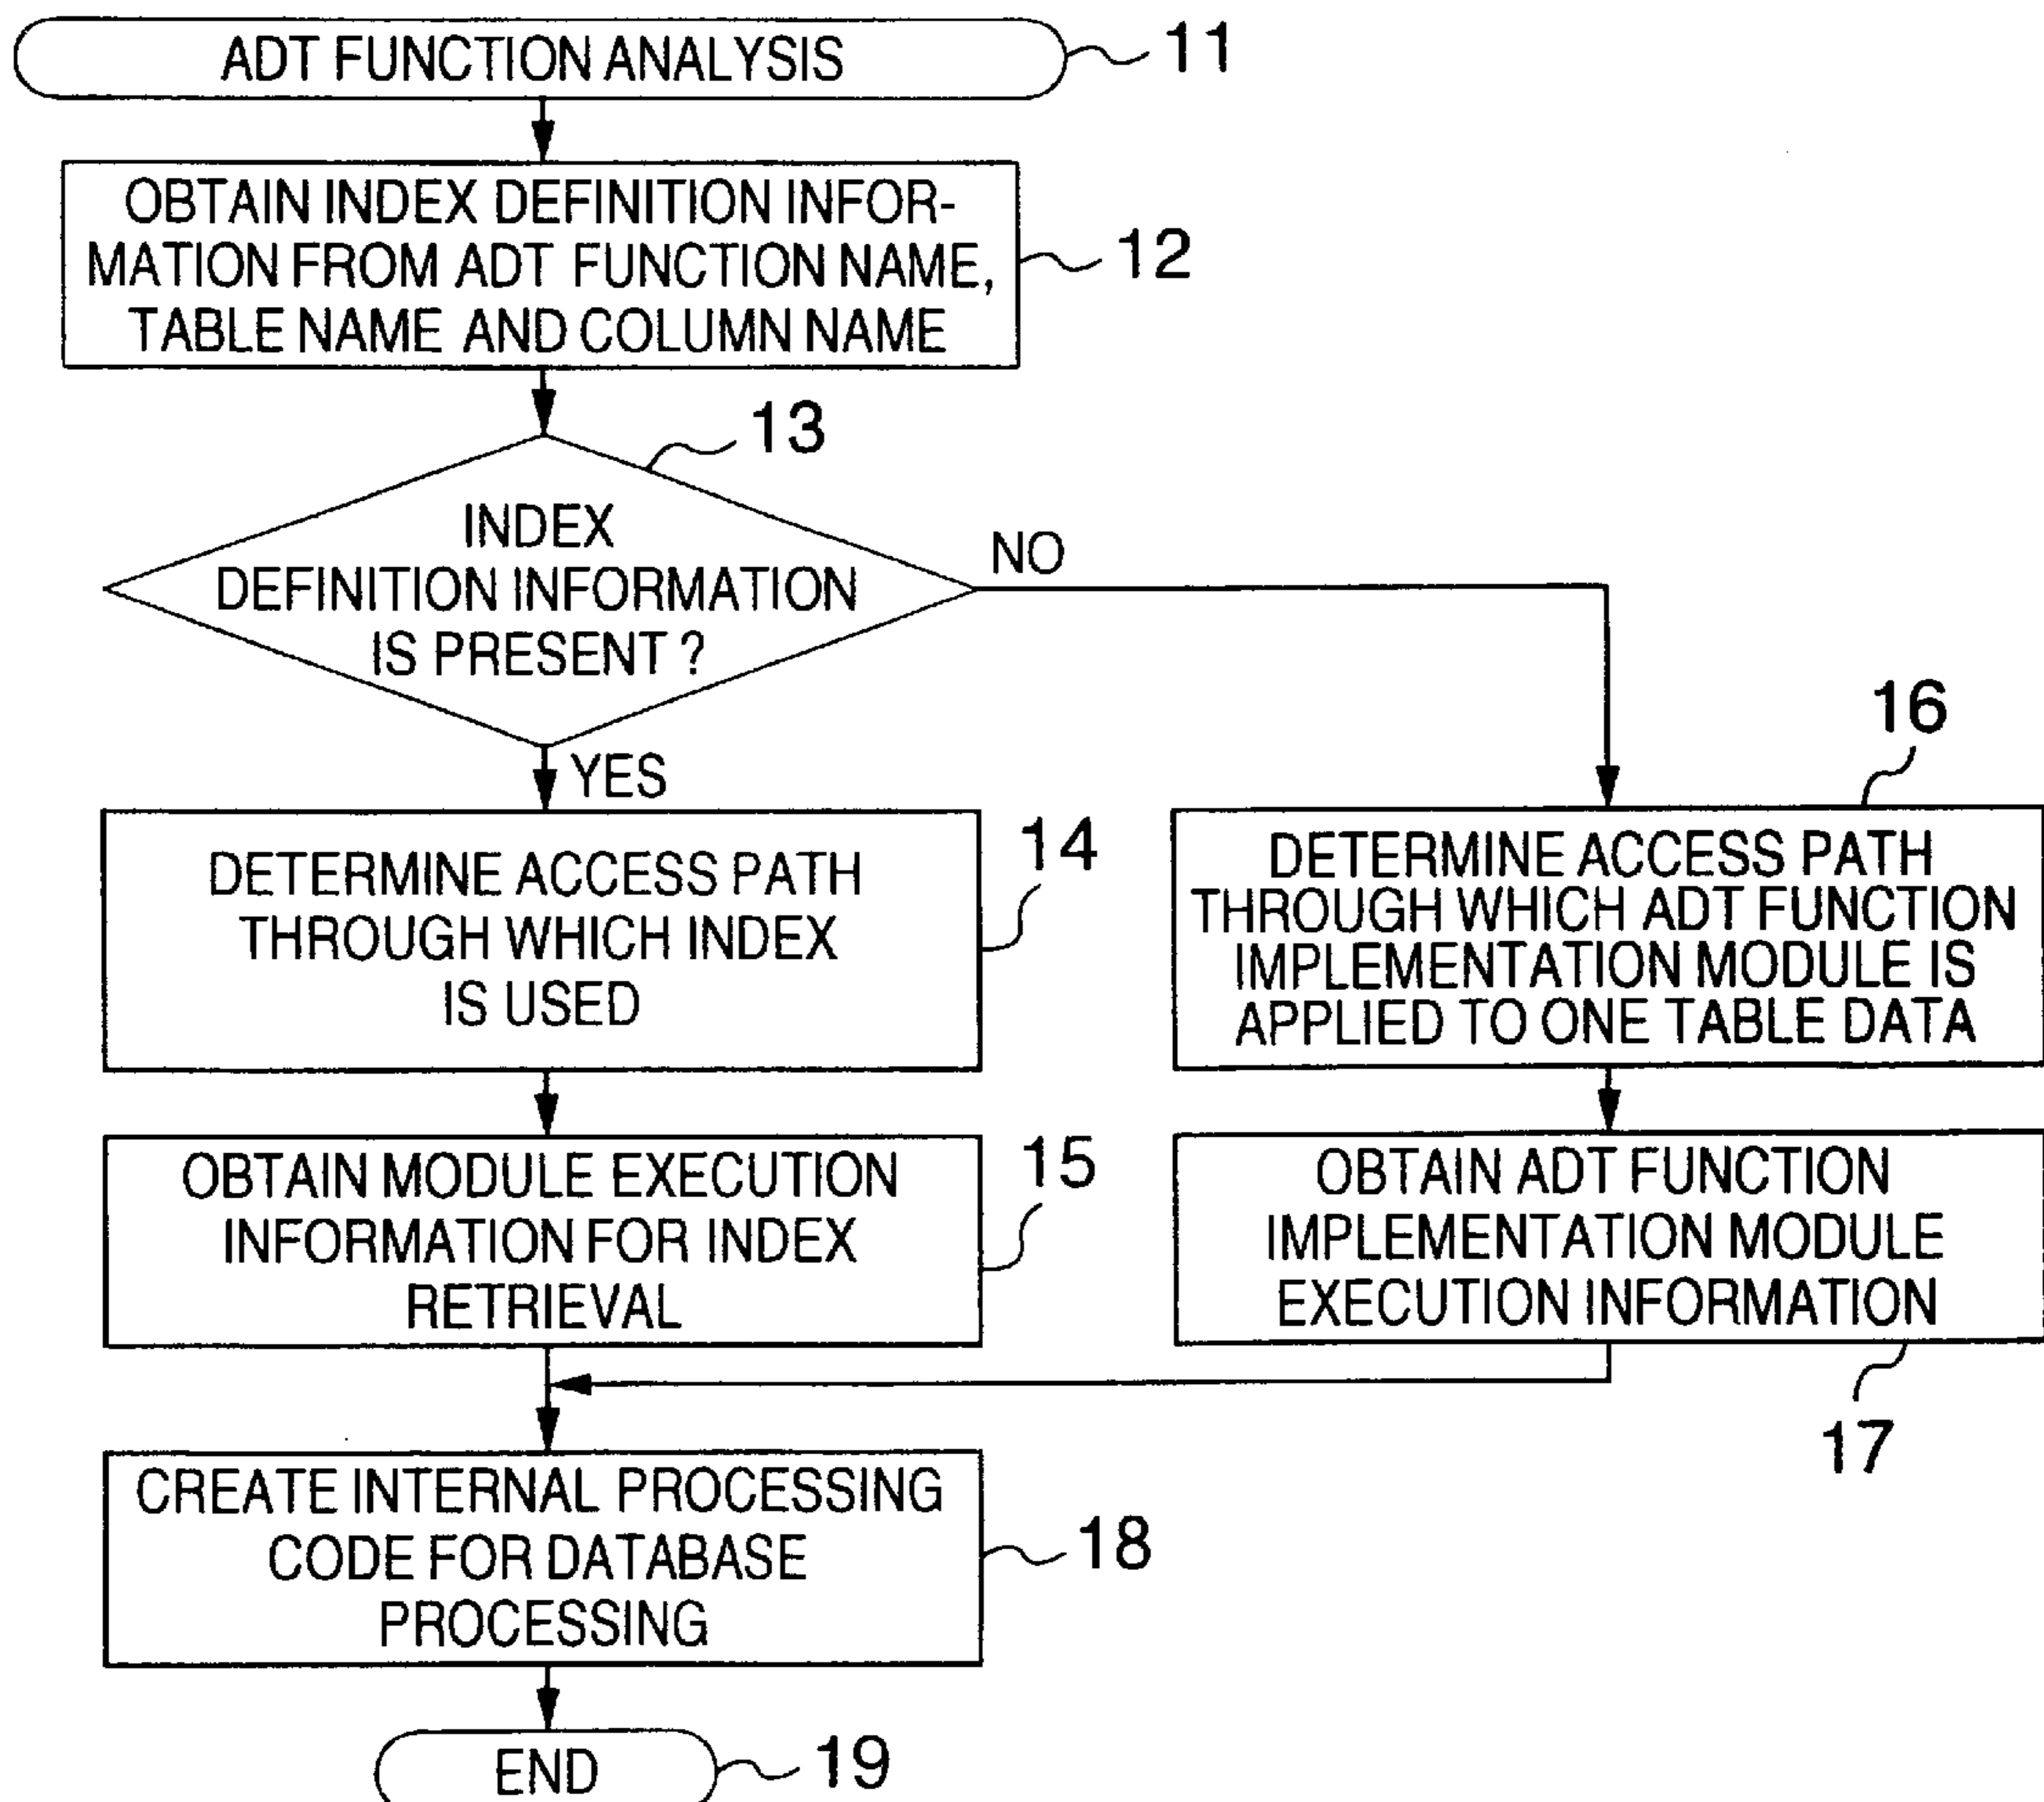 ADT FUNCTION ANALYSIS
11
OBTAIN INDEX DEFINITION INFOR-
MATION FROM ADT FUNCTION NAME,
TABLE NAME AND COLUMN NAME
12
13
INDEX
DEFINITION INFORMATION
IS PRESENT ?
NO
YES
DETERMINE ACCESS PATH
THROUGH WHICH INDEX
IS USED
14
16
DETERMINE ACCESS PATH
THROUGH WHICH ADT FUNCTION
IMPLEMENTATION MODULE IS
APPLIED TO ONE TABLE DATA
OBTAIN MODULE EXECUTION
INFORMATION FOR INDEX
RETRIEVAL
15
OBTAIN ADT FUNCTION
IMPLEMENTATION MODULE
EXECUTION INFORMATION
17
CREATE INTERNAL PROCESSING
CODE FOR DATABASE
PROCESSING
18
END
19